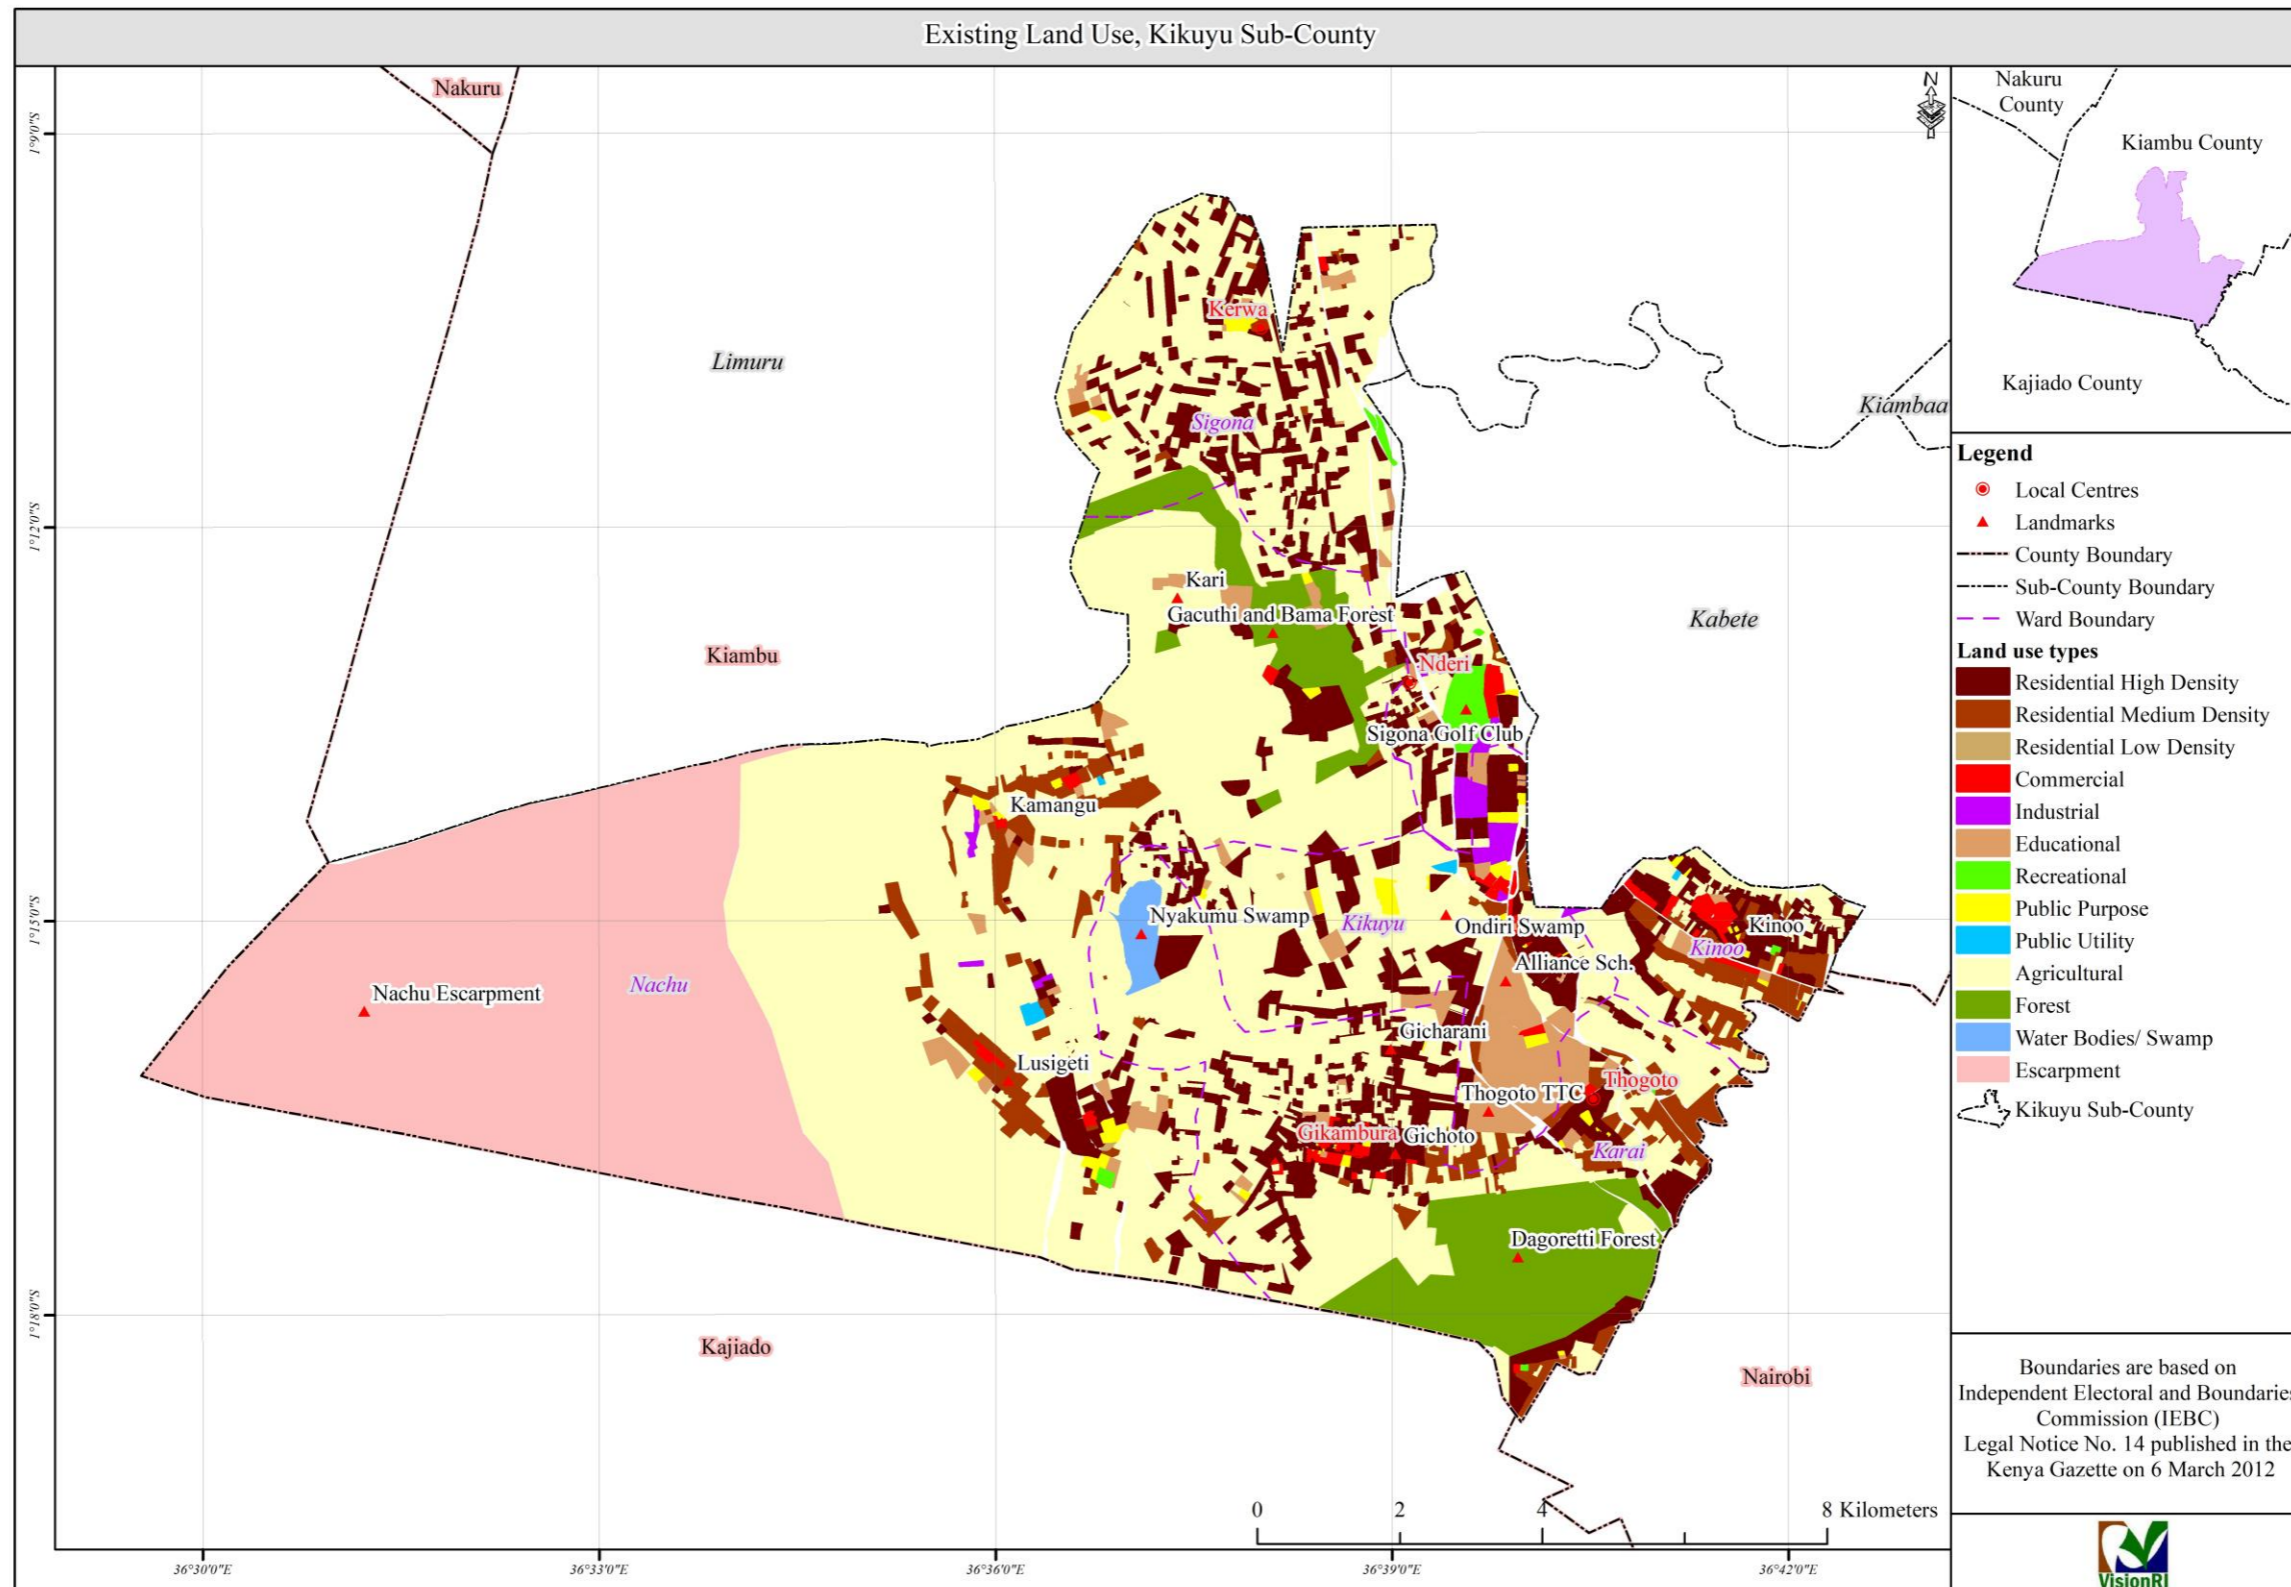 Existing Land Use, Kikuyu Sub-County
Nakuru
N
Limuru
Kiambaa
Kerwa
Sigona
Kari
Gacuthi and Bama Forest
Kabete
Kiambu
Nderi
Sigona Golf Club
Kamangu
Nyakumu Swamp
Kikuyu
Ondiri Swamp
Kinoo
Kinoo
Alliance Sch.
Nachu
Nachu Escarpment
Gicharani
Lusigeti
Thogoto TTC
Thogoto
Gikambura
Gichoto
Karai
Dagoretti Forest
Kajiado
Nairobi
0
2
4
8 Kilometers
1°9'0"S
1°12'0"S
1°15'0"S
1°18'0"S
36°30'0"E
36°33'0"E
36°36'0"E
36°39'0"E
36°42'0"E
Nakuru
County
Kiambu County
Kajiado County
Legend
Local Centres
Landmarks
County Boundary
Sub-County Boundary
Ward Boundary
Land use types
Residential High Density
Residential Medium Density
Residential Low Density
Commercial
Industrial
Educational
Recreational
Public Purpose
Public Utility
Agricultural
Forest
Water Bodies/ Swamp
Escarpment
Kikuyu Sub-County
Boundaries are based on
Independent Electoral and Boundaries
Commission (IEBC)
Legal Notice No. 14 published in the
Kenya Gazette on 6 March 2012
VisionRI